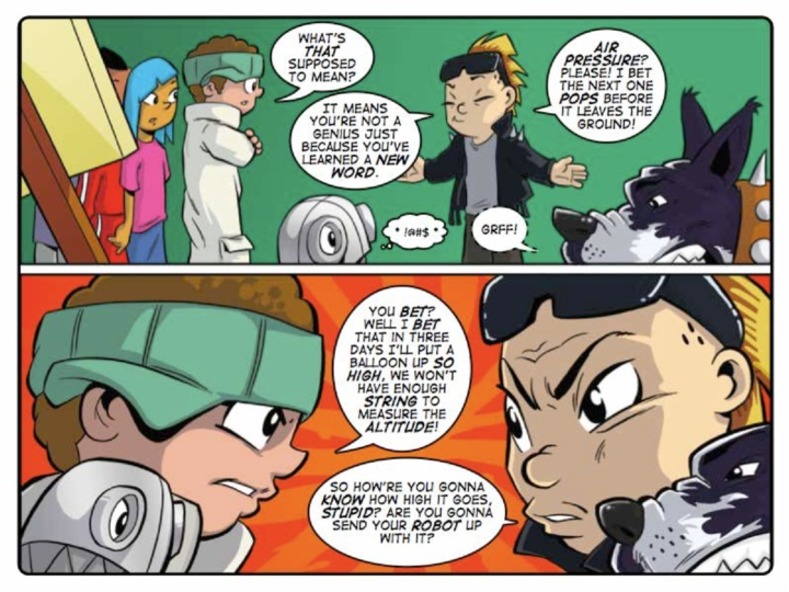 WHAT'S
THAT
SUPPOSED
TO MEAN?
IT MEANS
YOU'RE NOT A
GENIUS JUST
BECAUSE YOU'VE
LEARNED A NEW
WORD.
AIR
PRESSURE?
PLEASE! I BET
THE NEXT ONE
POPS BEFORE
IT LEAVES THE
GROUND!
* !@#$ *
GRFF!
YOU BET?
WELL I BET
THAT IN THREE
DAYS I'LL PUT A
BALLOON UP SO
HIGH, WE WON'T
HAVE ENOUGH
STRING TO
MEASURE THE
ALTITUDE!
SO HOW'RE YOU GONNA
KNOW HOW HIGH IT GOES,
STUPID? ARE YOU GONNA
SEND YOUR ROBOT UP
WITH IT?